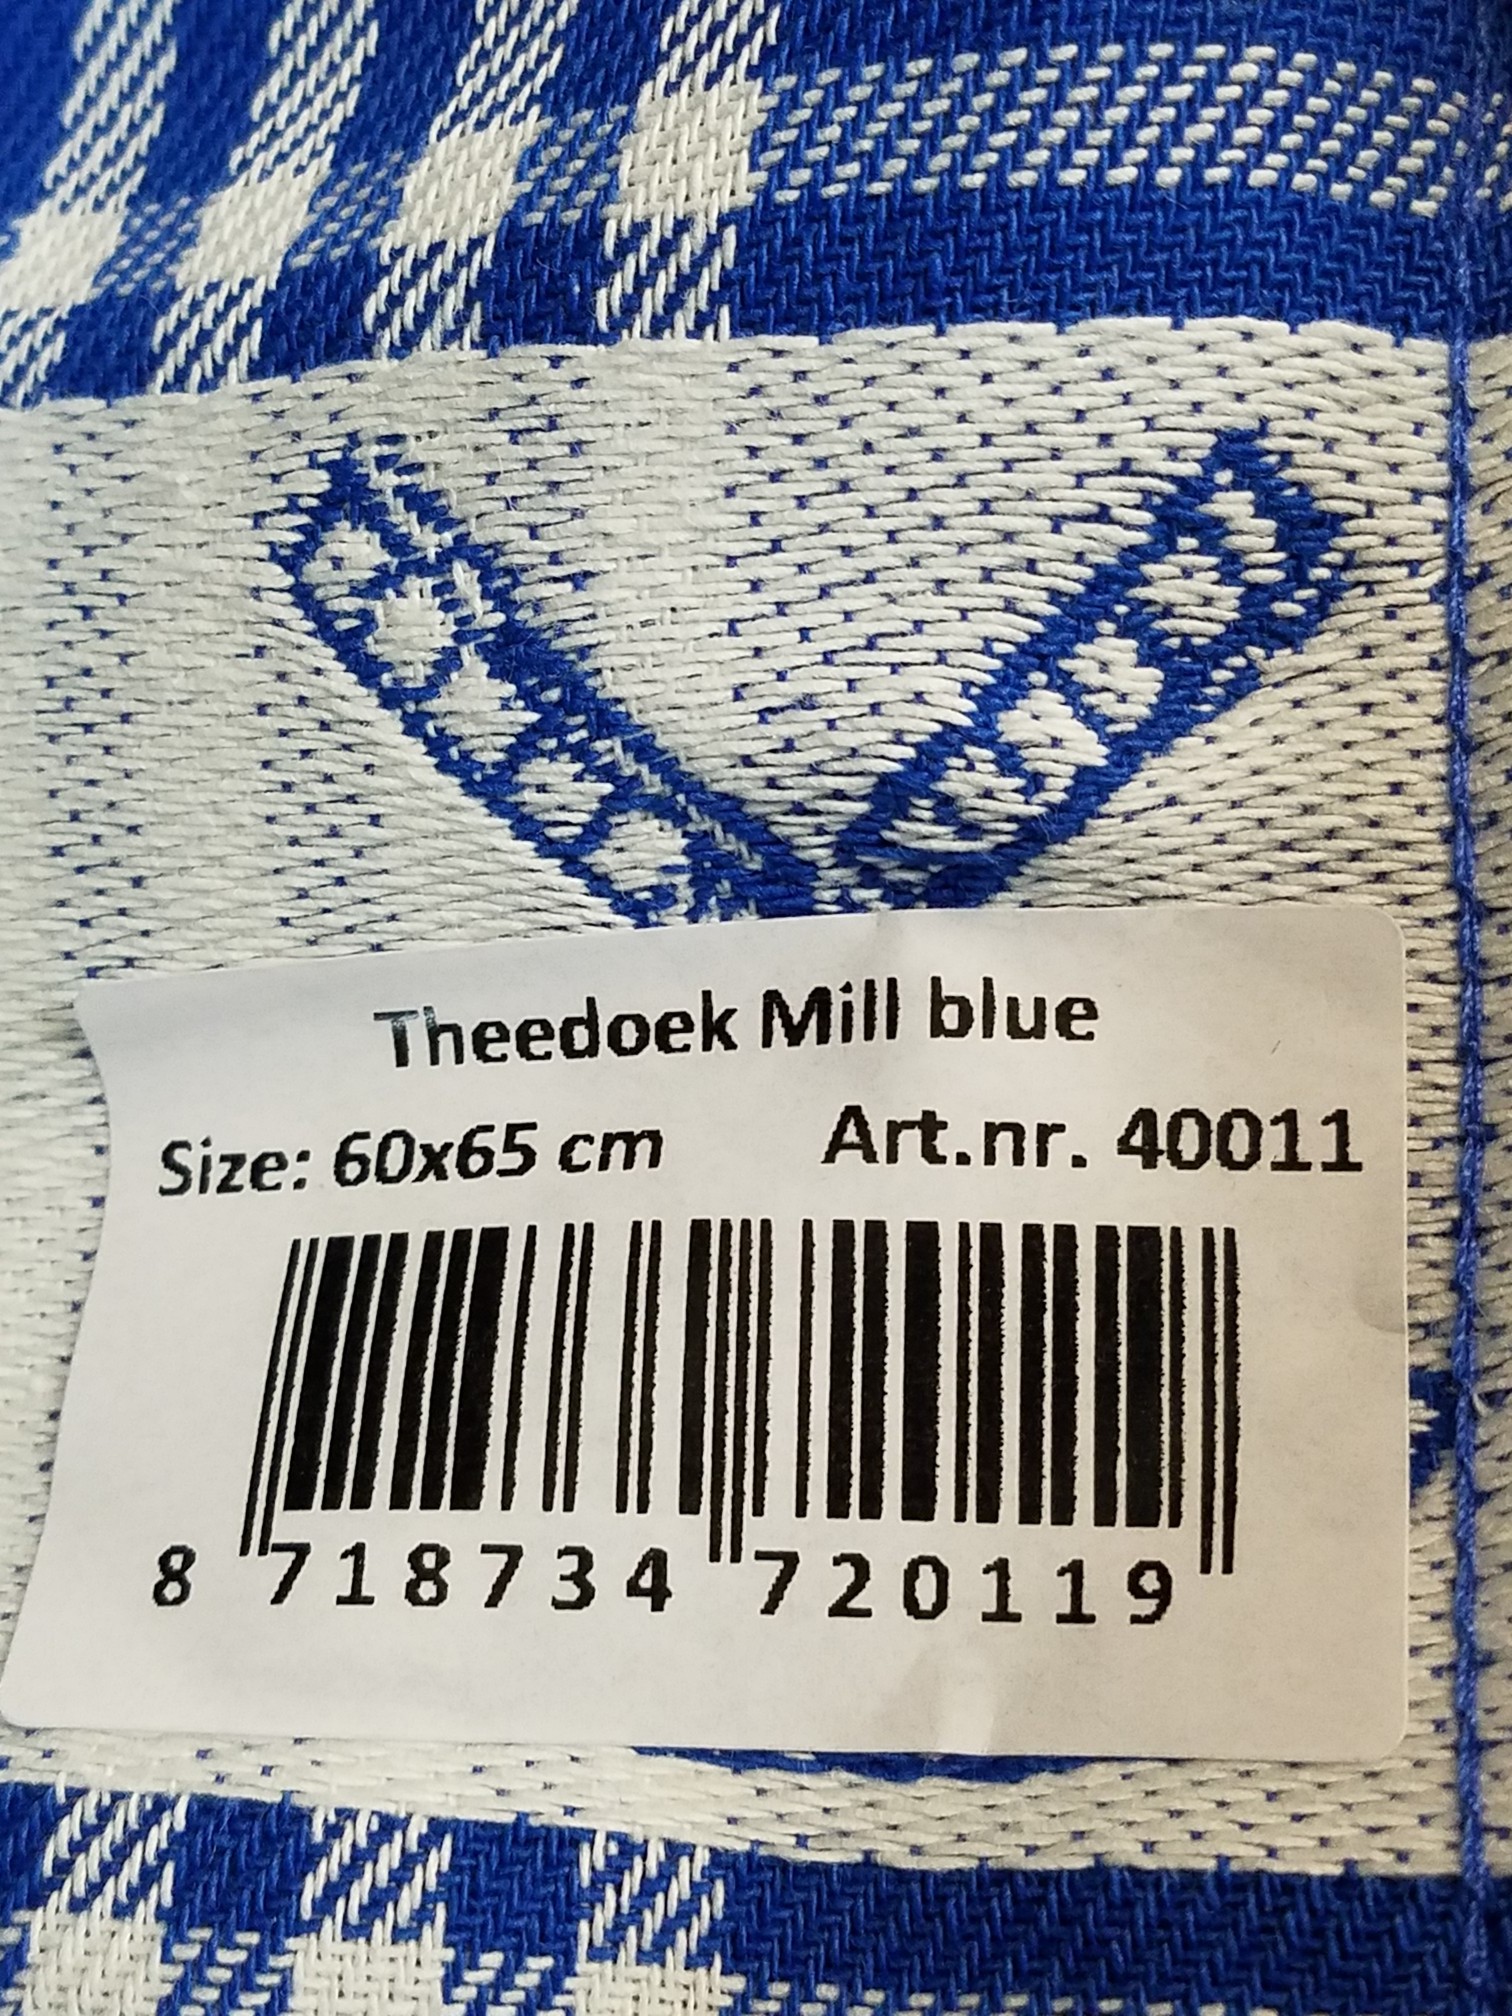 Theedoek Mill blue
Size: 60x65 cm Art.nr. 40011
8 718734 720119